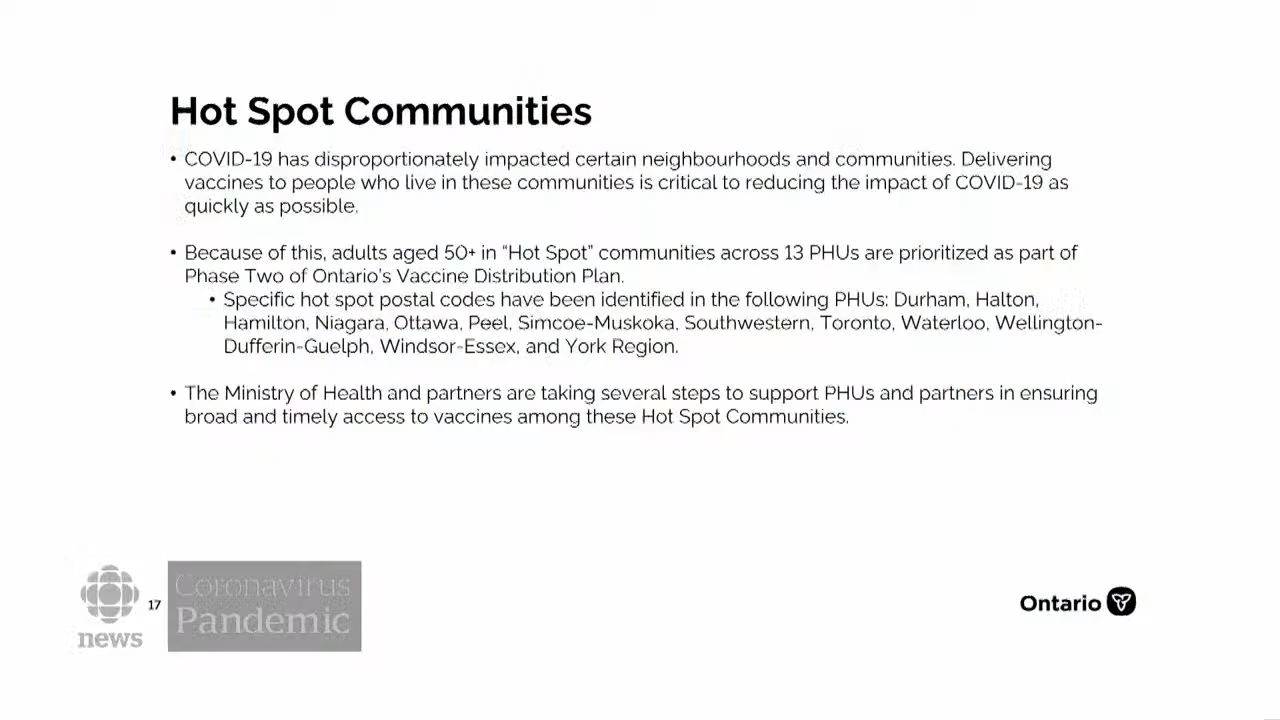 Hot Spot Communities
• COVID-19 has disproportionately impacted certain neighbourhoods and communities. Delivering
vaccines to people who live in these communities is critical to reducing the impact of COVID-19 as
quickly as possible.
• Because of this, adults aged 50+ in “Hot Spot” communities across 13 PHUs are prioritized as part of
Phase Two of Ontario’s Vaccine Distribution Plan.
• Specific hot spot postal codes have been identified in the following PHUs: Durham, Halton,
Hamilton, Niagara, Ottawa, Peel, Simcoe-Muskoka, Southwestern, Toronto, Waterloo, Wellington-
Dufferin-Guelph, Windsor-Essex, and York Region.
• The Ministry of Health and partners are taking several steps to support PHUs and partners in ensuring
broad and timely access to vaccines among these Hot Spot Communities.
news
17
Coronavirus
Pandemic
Ontario